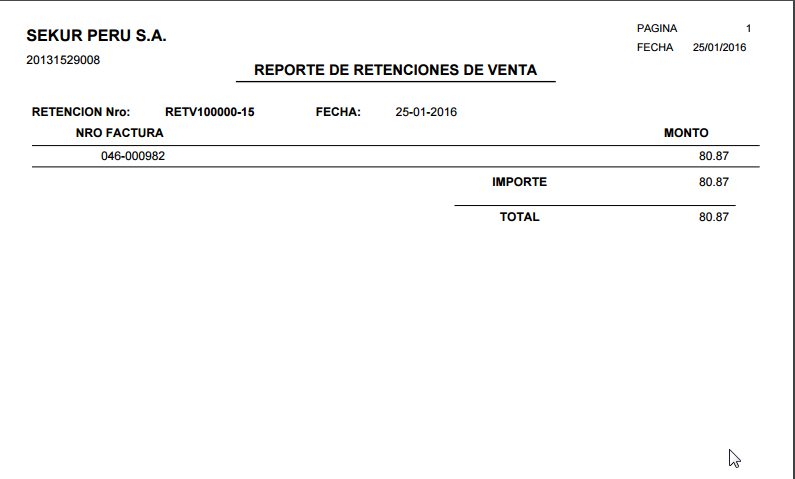 SEKUR PERU S.A.
PAGINA 1
20131529008
FECHA 25/01/2016
REPORTE DE RETENCIONES DE VENTA
RETENCION Nro: RETV100000-15 FECHA: 25-01-2016
NRO FACTURA MONTO
046-000982 80.87
IMPORTE 80.87
TOTAL 80.87